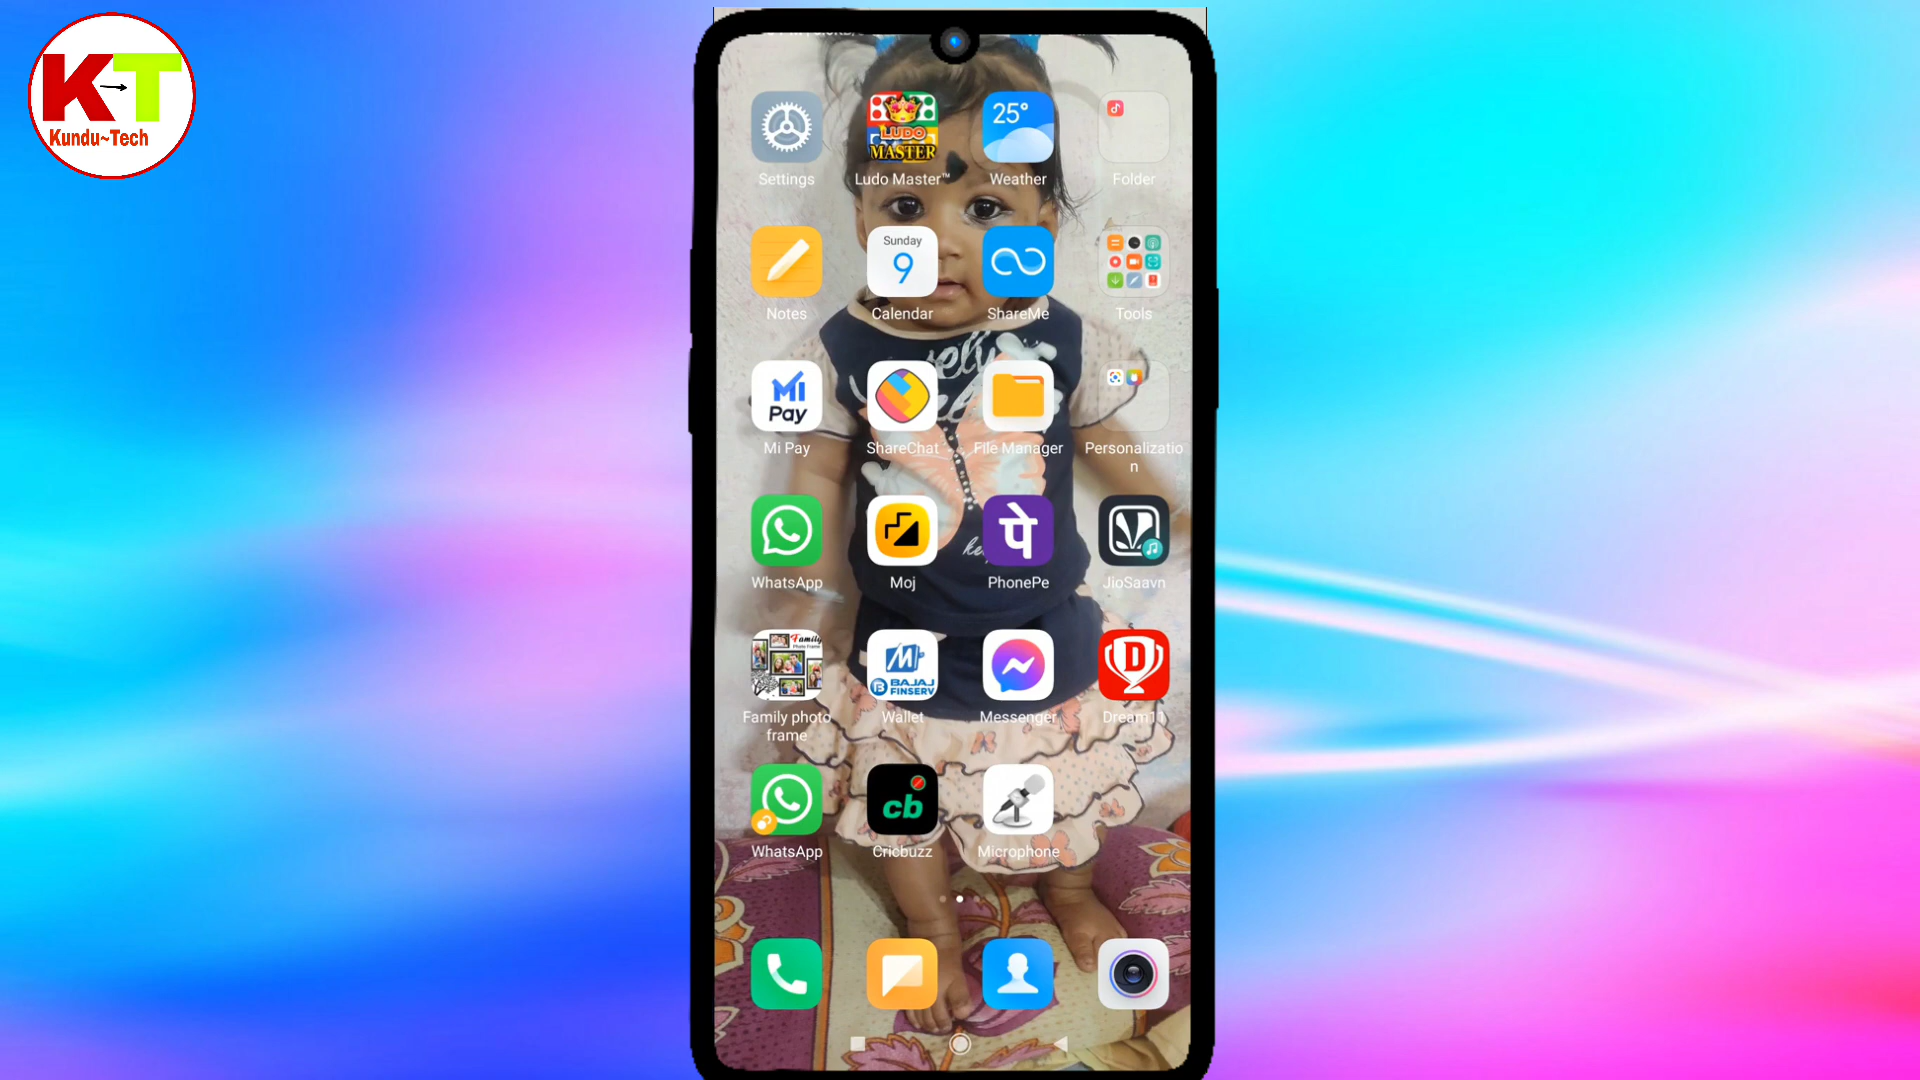 KT
Kundu~Tech
25°
LUDO
MASTER
Settings
Ludo Master™
Weather
Folder
Sunday
9
Notes
Calendar
ShareMe
Tools
MI
Pay
Mi Pay
ShareChat
File Manager
Personalizatio
n
पे
WhatsApp
Moj
PhonePe
JioSaavn
Family
Photo Frame
BAJAJ
FINSERV
D
Family photo
frame
Wallet
Messenger
Dream11
cb
WhatsApp
Cricbuzz
Microphone